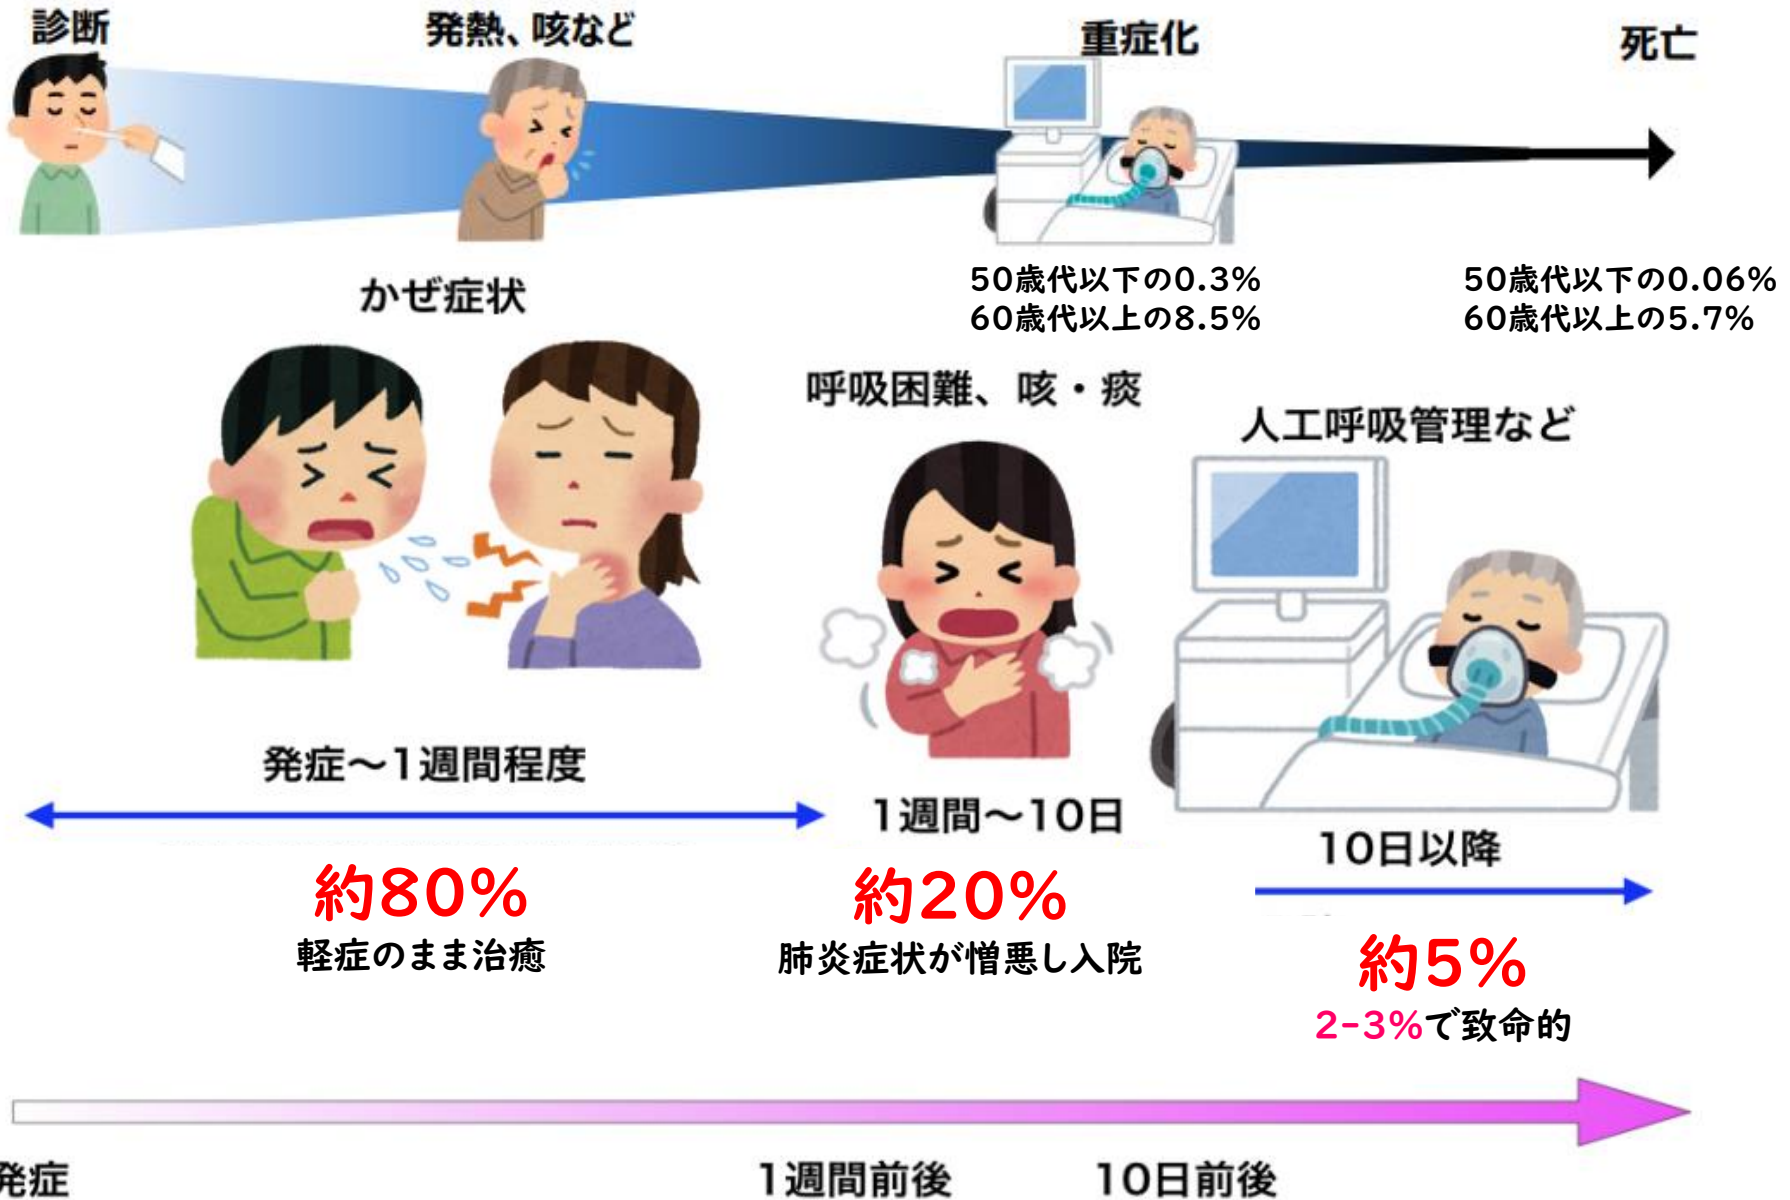 診断
発熱、咳など
重症化
死亡
50歳代以下の0.3%
60歳代以上の8.5%
50歳代以下の0.06%
60歳代以上の5.7%
かぜ症状
呼吸困難、咳・痰
人工呼吸管理など
発症～1週間程度
1週間～10日
10日以降
約80%
軽症のまま治癒
約20%
肺炎症状が憎悪し入院
約5%
2-3%で致命的
発症
1週間前後
10日前後